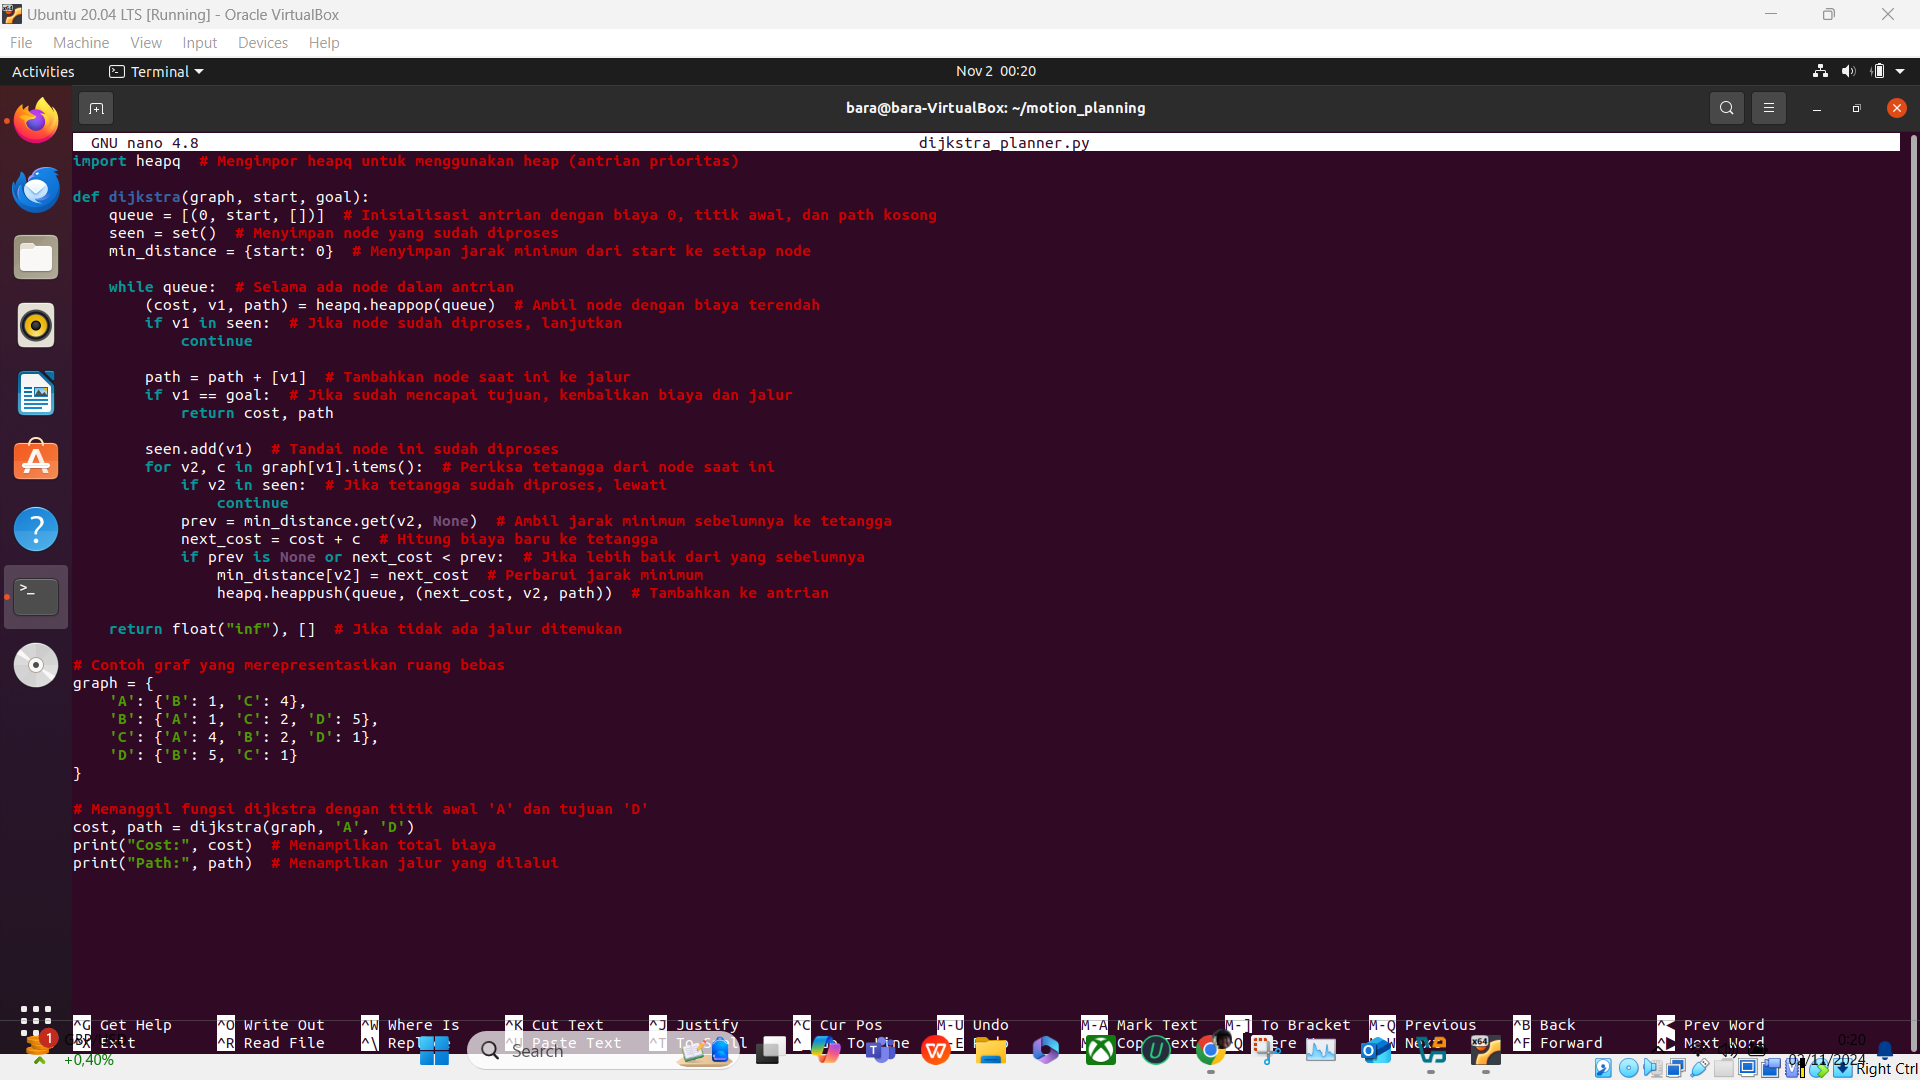 Ubuntu 20.04 LTS [Running] - Oracle VirtualBox
File Machine View Input Devices Help
Activities Terminal Nov 2 00:20
bara@bara-VirtualBox: ~/motion_planning
GNU nano 4.8 dijkstra_planner.py
import heapq  # Mengimpor heapq untuk menggunakan heap (antrian prioritas)
def dijkstra(graph, start, goal):
    queue = [(0, start, [])]  # Inisialisasi antrian dengan biaya 0, titik awal, dan path kosong
    seen = set()  # Menyimpan node yang sudah diproses
    min_distance = {start: 0}  # Menyimpan jarak minimum dari start ke setiap node
    while queue:  # Selama ada node dalam antrian
        (cost, v1, path) = heapq.heappop(queue)  # Ambil node dengan biaya terendah
        if v1 in seen:  # Jika node sudah diproses, lanjutkan
            continue
        path = path + [v1]  # Tambahkan node saat ini ke jalur
        if v1 == goal:  # Jika sudah mencapai tujuan, kembalikan biaya dan jalur
            return cost, path
        seen.add(v1)  # Tandai node ini sudah diproses
        for v2, c in graph[v1].items():  # Periksa tetangga dari node saat ini
            if v2 in seen:  # Jika tetangga sudah diproses, lewati
                continue
            prev = min_distance.get(v2, None)  # Ambil jarak minimum sebelumnya ke tetangga
            next_cost = cost + c  # Hitung biaya baru ke tetangga
            if prev is None or next_cost < prev:  # Jika lebih baik dari yang sebelumnya
                min_distance[v2] = next_cost  # Perbarui jarak minimum
                heapq.heappush(queue, (next_cost, v2, path))  # Tambahkan ke antrian
    return float("inf"), []  # Jika tidak ada jalur ditemukan
# Contoh graf yang merepresentasikan ruang bebas
graph = {
    'A': {'B': 1, 'C': 4},
    'B': {'A': 1, 'C': 2, 'D': 5},
    'C': {'A': 4, 'B': 2, 'D': 1},
    'D': {'B': 5, 'C': 1}
}
# Memanggil fungsi dijkstra dengan titik awal 'A' dan tujuan 'D'
cost, path = dijkstra(graph, 'A', 'D')
print("Cost:", cost)  # Menampilkan total biaya
print("Path:", path)  # Menampilkan jalur yang dilalui
^G Get Help ^O Write Out ^W Where Is ^K Cut Text ^J Justify ^C Cur Pos M-U Undo M-A Mark Text M-] To Bracket M-Q Previous ^B Back ^◀ Prev Word
Exit ^R Read File ^\ Paste Text ^T ^F Forward ^▶ Next Word
1 Search 0:20
+0,40% 02/11/2024
Right Ctrl